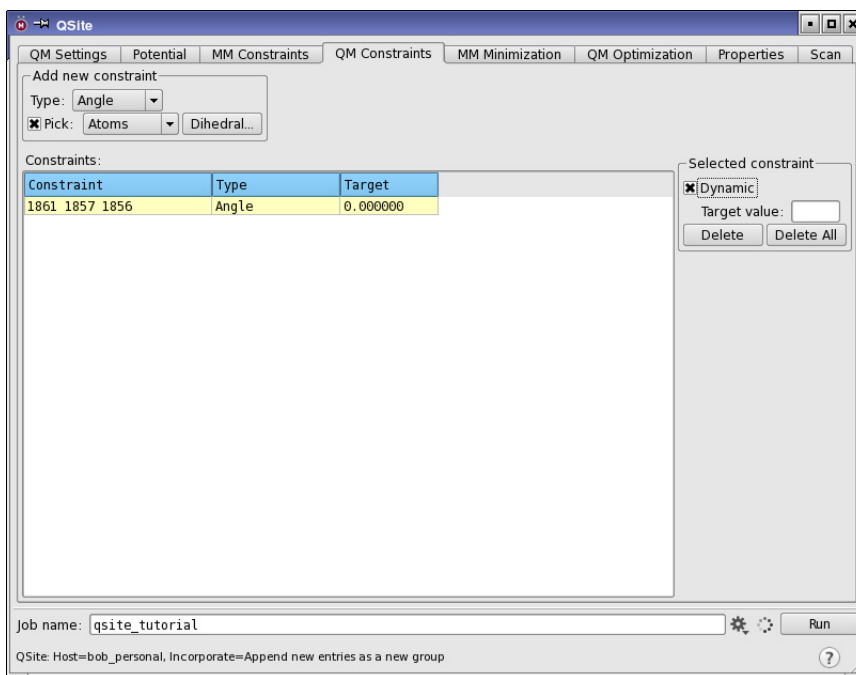 QSite
QM Settings Potential MM Constraints QM Constraints MM Minimization QM Optimization Properties Scan
Add new constraint
Type: Angle
Pick: Atoms Dihedral...
Constraints:
Constraint Type Target
1861 1857 1856 Angle 0.000000
Selected constraint
Dynamic
Target value:
Delete Delete All
Job name: qsite_tutorial Run
QSite: Host=bob_personal, Incorporate=Append new entries as a new group ?